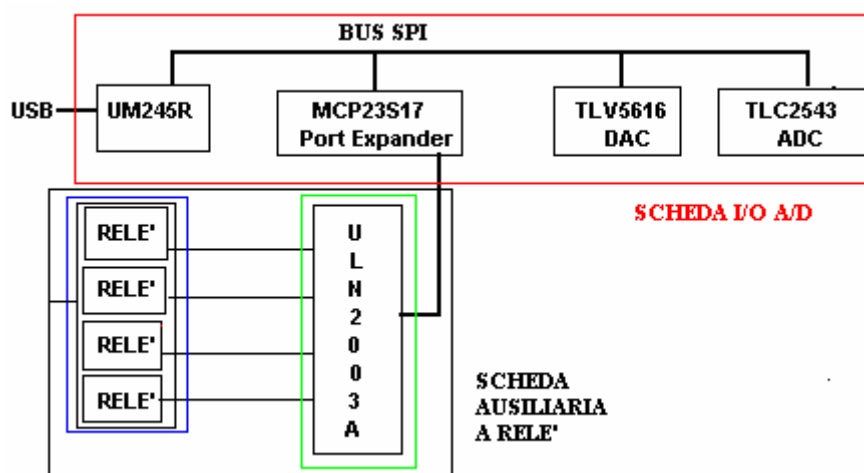 BUS SPI
USB
UM245R
MCP23S17
Port Expander
TLV5616
DAC
TLC2543
ADC
SCHEDA I/O A/D
RELE'
RELE'
RELE'
RELE'
U
L
N
2
0
0
3
A
SCHEDA
AUSILIARIA
A RELE'